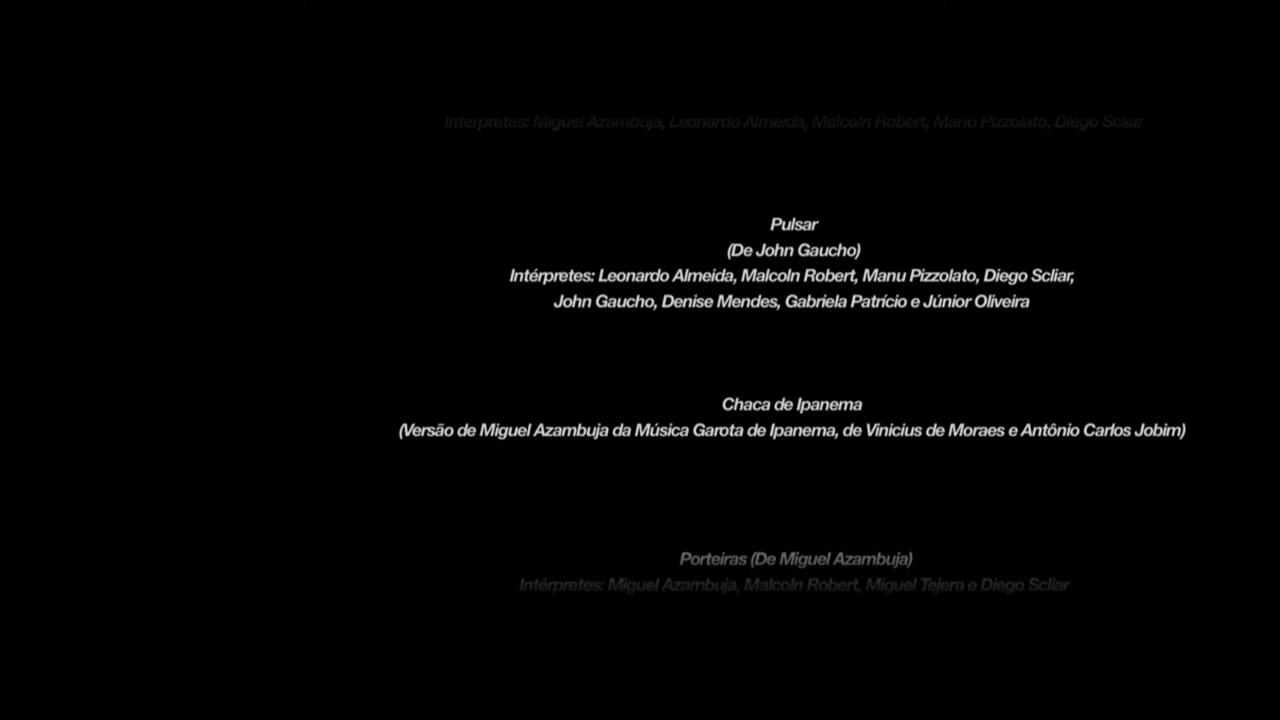 Interpretes: Miguel Azambuja, Leonardo Almeida, Malcoln Robert, Manu Pizzolato, Diego Scliar
Pulsar
(De John Gaucho)
Intérpretes: Leonardo Almeida, Malcoln Robert, Manu Pizzolato, Diego Scliar,
John Gaucho, Denise Mendes, Gabriela Patrício e Júnior Oliveira
Chaca de Ipanema
(Versão de Miguel Azambuja da Música Garota de Ipanema, de Vinicius de Moraes e Antônio Carlos Jobim)
Porteiras (De Miguel Azambuja)
Intérpretes: Miguel Azambuja, Malcoln Robert, Miguel Tejera e Diego Scliar